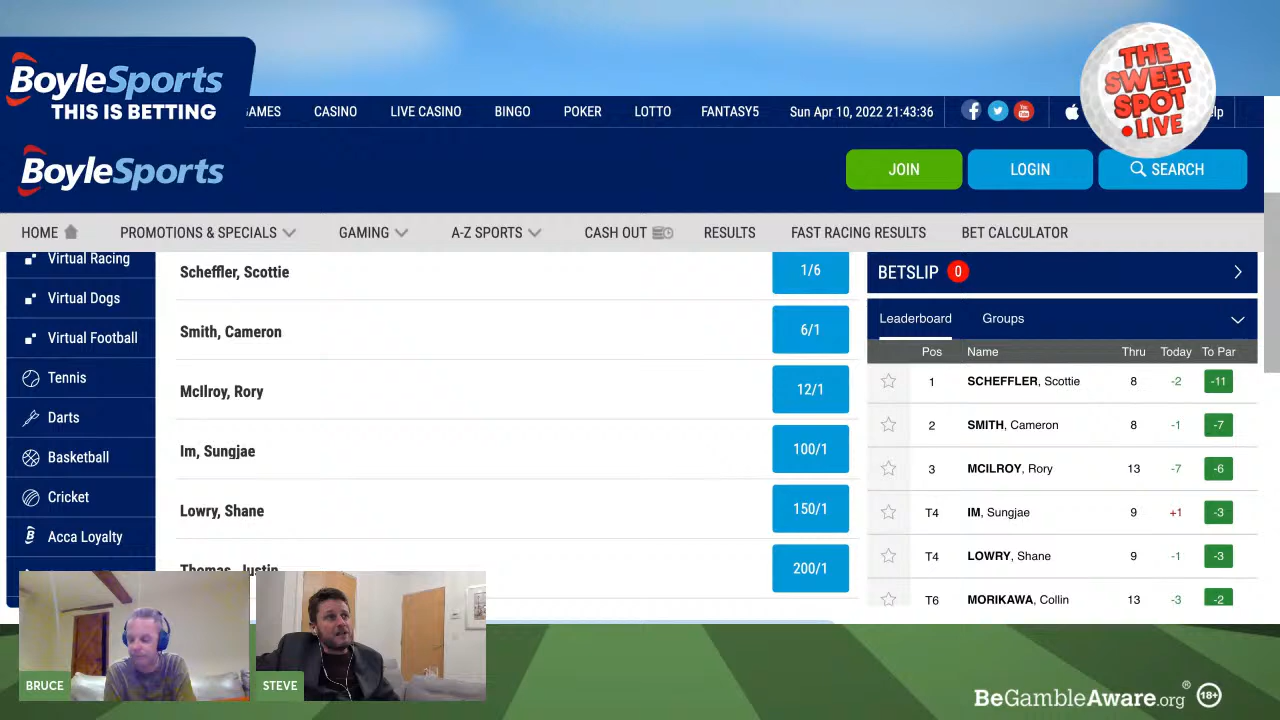 BoyleSports
THIS IS BETTING
THE
SWEET
SPOT
.LIVE
GAMES CASINO LIVE CASINO BINGO POKER LOTTO FANTASY5 Sun Apr 10, 2022 21:43:36
BoyleSports
JOIN LOGIN SEARCH
HOME PROMOTIONS & SPECIALS GAMING A-Z SPORTS CASH OUT RESULTS FAST RACING RESULTS BET CALCULATOR
Virtual Racing
Virtual Dogs
Virtual Football
Tennis
Darts
Basketball
Cricket
Acca Loyalty
Scheffler, Scottie 1/6
Smith, Cameron 6/1
McIlroy, Rory 12/1
Im, Sungjae 100/1
Lowry, Shane 150/1
Thomas, Justin 200/1
BETSLIP 0
Leaderboard Groups
Pos Name Thru Today To Par
1 SCHEFFLER, Scottie 8 -2 -11
2 SMITH, Cameron 8 -1 -7
3 MCILROY, Rory 13 -7 -6
T4 IM, Sungjae 9 +1 -3
T4 LOWRY, Shane 9 -1 -3
T6 MORIKAWA, Collin 13 -3 -2
BRUCE STEVE
BeGambleAware.org® 18+